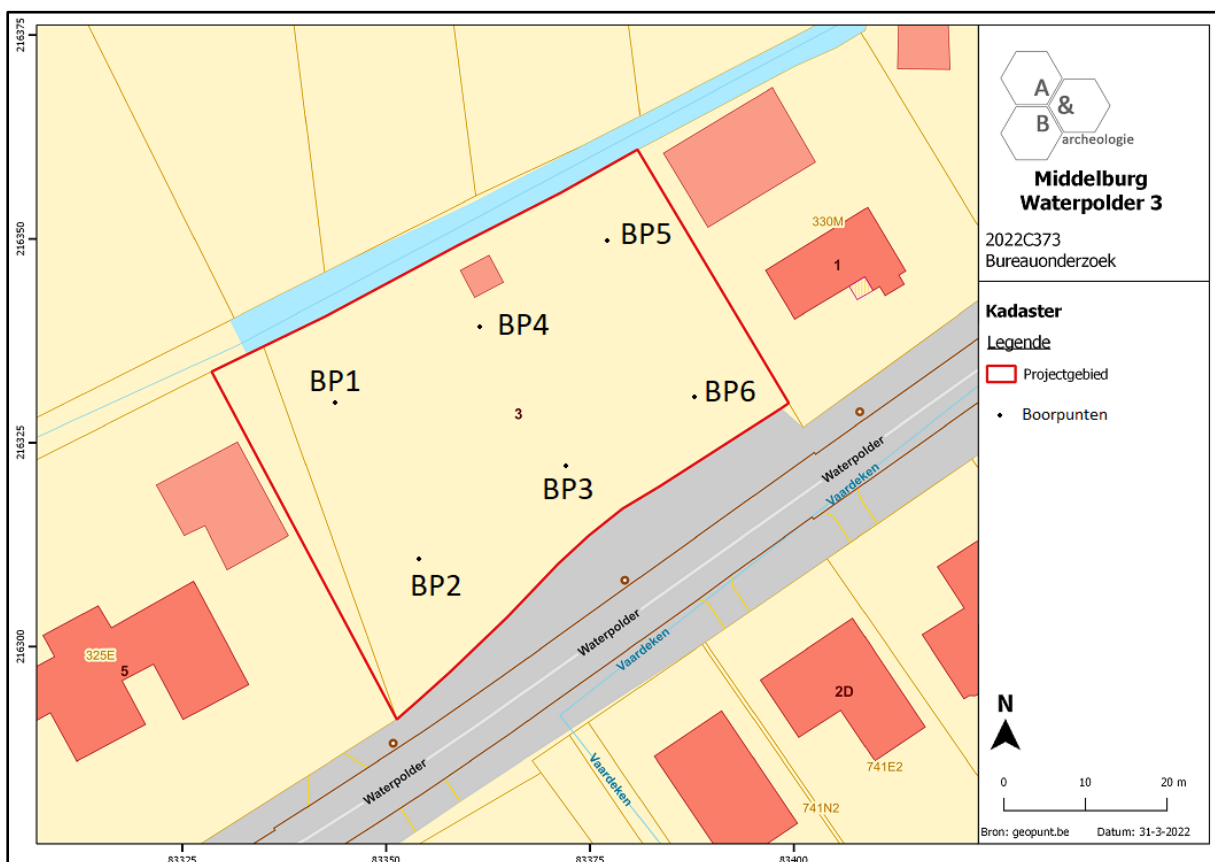 216375
216350
216325
216300
83325
83350
83375
83400
BP5
BP4
BP1
BP6
BP3
BP2
3
330M
1
325E
5
2D
741E2
741N2
Waterpolder
Vaardeken
Waterpolder
Vaardeken
Waterpolder
Vaardeken
A
&
B
archeologie
Middelburg
Waterpolder 3
2022C373
Bureauonderzoek
Kadaster
Legende
Projectgebied
Boorpunten
N
0 10 20 m
Bron: geopunt.be Datum: 31-3-2022